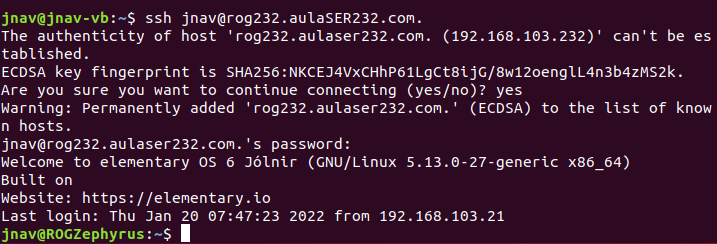 jnav@jnav-vb:~$ ssh jnav@rog232.aulaSER232.com.
The authenticity of host 'rog232.aulaser232.com. (192.168.103.232)' can't be es
tablished.
ECDSA key fingerprint is SHA256:NKCEJ4VxCHhP61LgCt8ijG/8w12oenglL4n3b4zMS2k.
Are you sure you want to continue connecting (yes/no)? yes
Warning: Permanently added 'rog232.aulaser232.com.' (ECDSA) to the list of know
n hosts.
jnav@rog232.aulaser232.com.'s password:
Welcome to elementary OS 6 Jólnir (GNU/Linux 5.13.0-27-generic x86_64)
Built on
Website: https://elementary.io
Last login: Thu Jan 20 07:47:23 2022 from 192.168.103.21
jnav@ROGZephyrus:~$